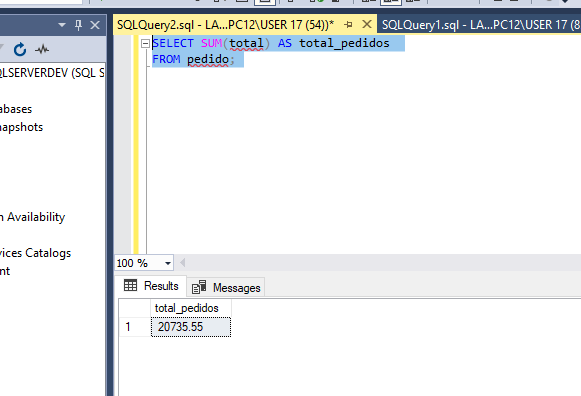 SQLQuery2.sql - LA...PC12\USER 17 (54))*
SQLQuery1.sql - LA...PC12\USER 17 (8
QLSERVERDEV (SQL S
abases
napshots
n Availability
vices Catalogs
nt
SELECT SUM(total) AS total_pedidos
FROM pedido;
100 %
Results
Messages
total_pedidos
1 20735.55